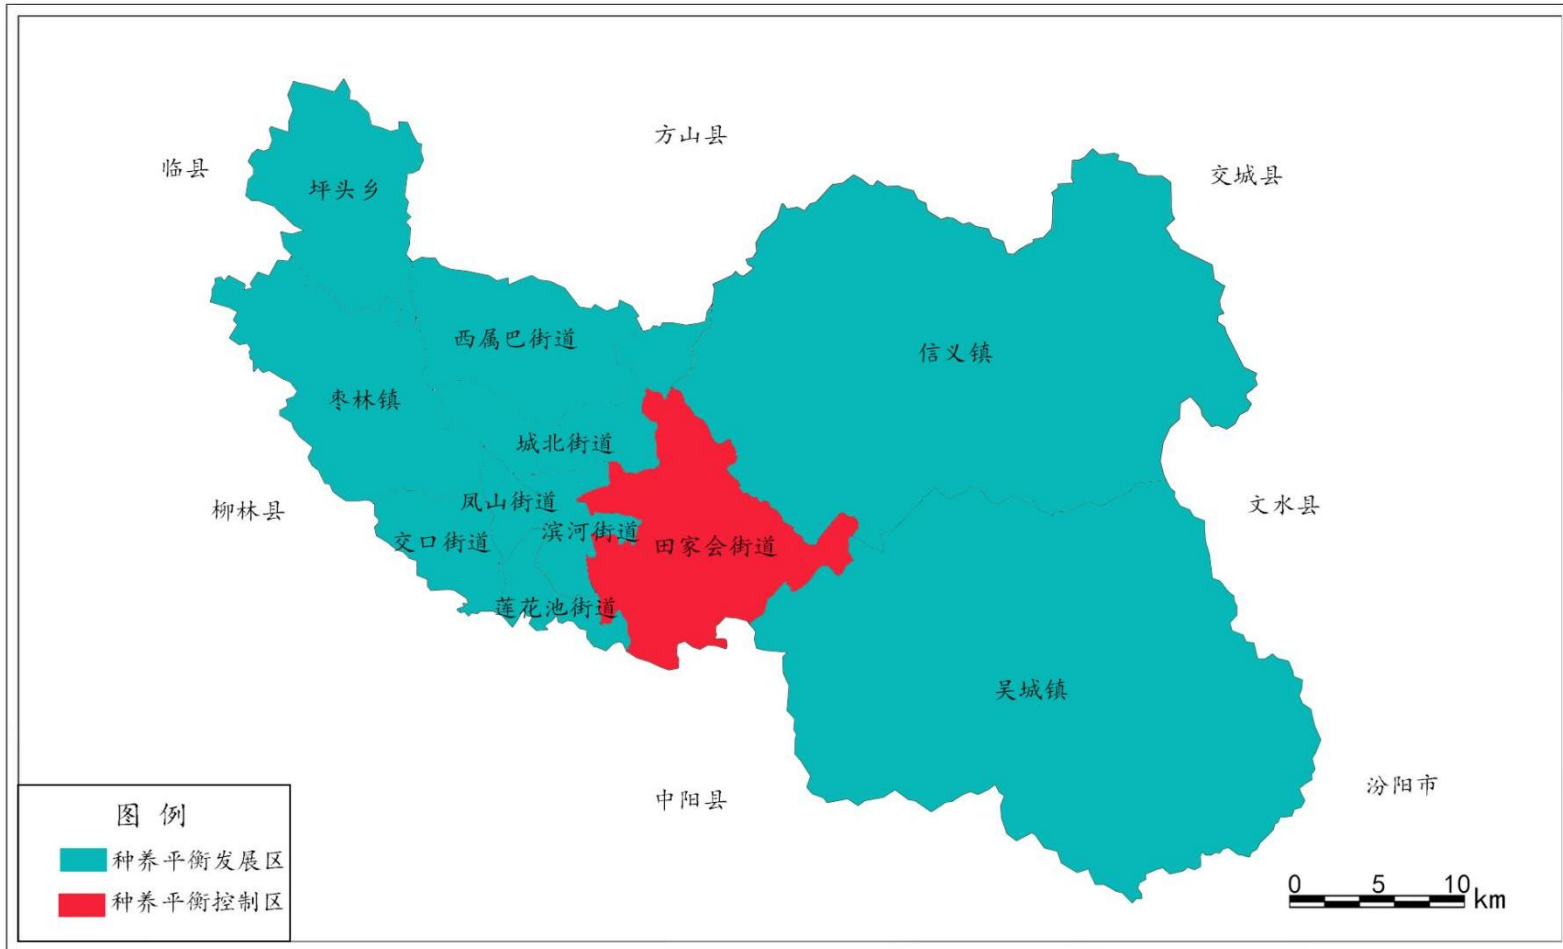 方山县
临县
交城县
坪头乡
西属巴街道
信义镇
枣林镇
城北街道
凤山街道
柳林县
文水县
滨河街道
交口街道
田家会街道
莲花池街道
吴城镇
中阳县
汾阳市
图 例
种养平衡发展区
种养平衡控制区
0 5 10 km